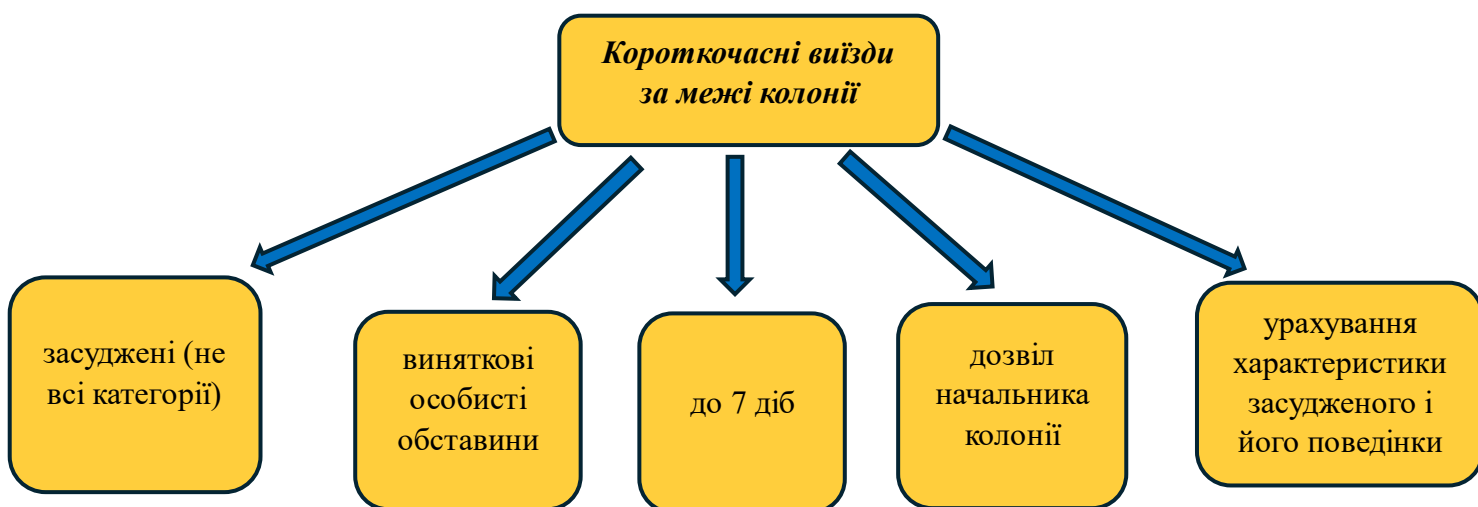 Короткочасні виїзди
за межі колонії
засуджені (не
всі категорії)
виняткові
особисті
обставини
до 7 діб
дозвіл
начальника
колонії
урахування
характеристики
засудженого і
його поведінки